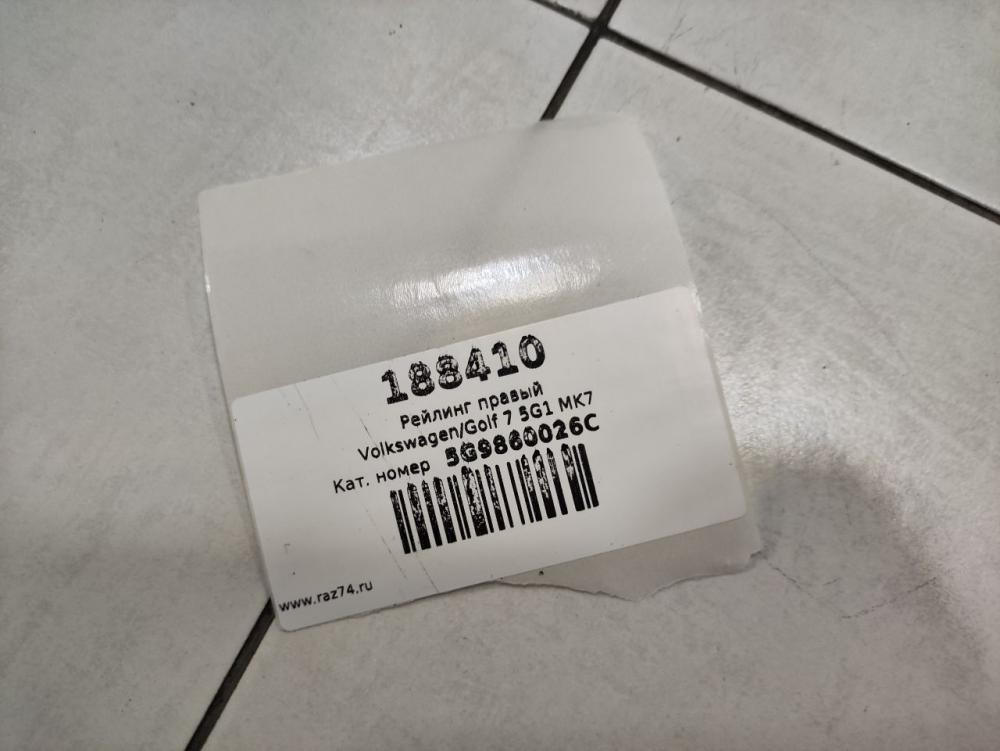 188410
Рейлинг правый
Volkswagen/Golf 7 5G1 MK7
Кат. номер 5G9860026C
www.raz74.ru